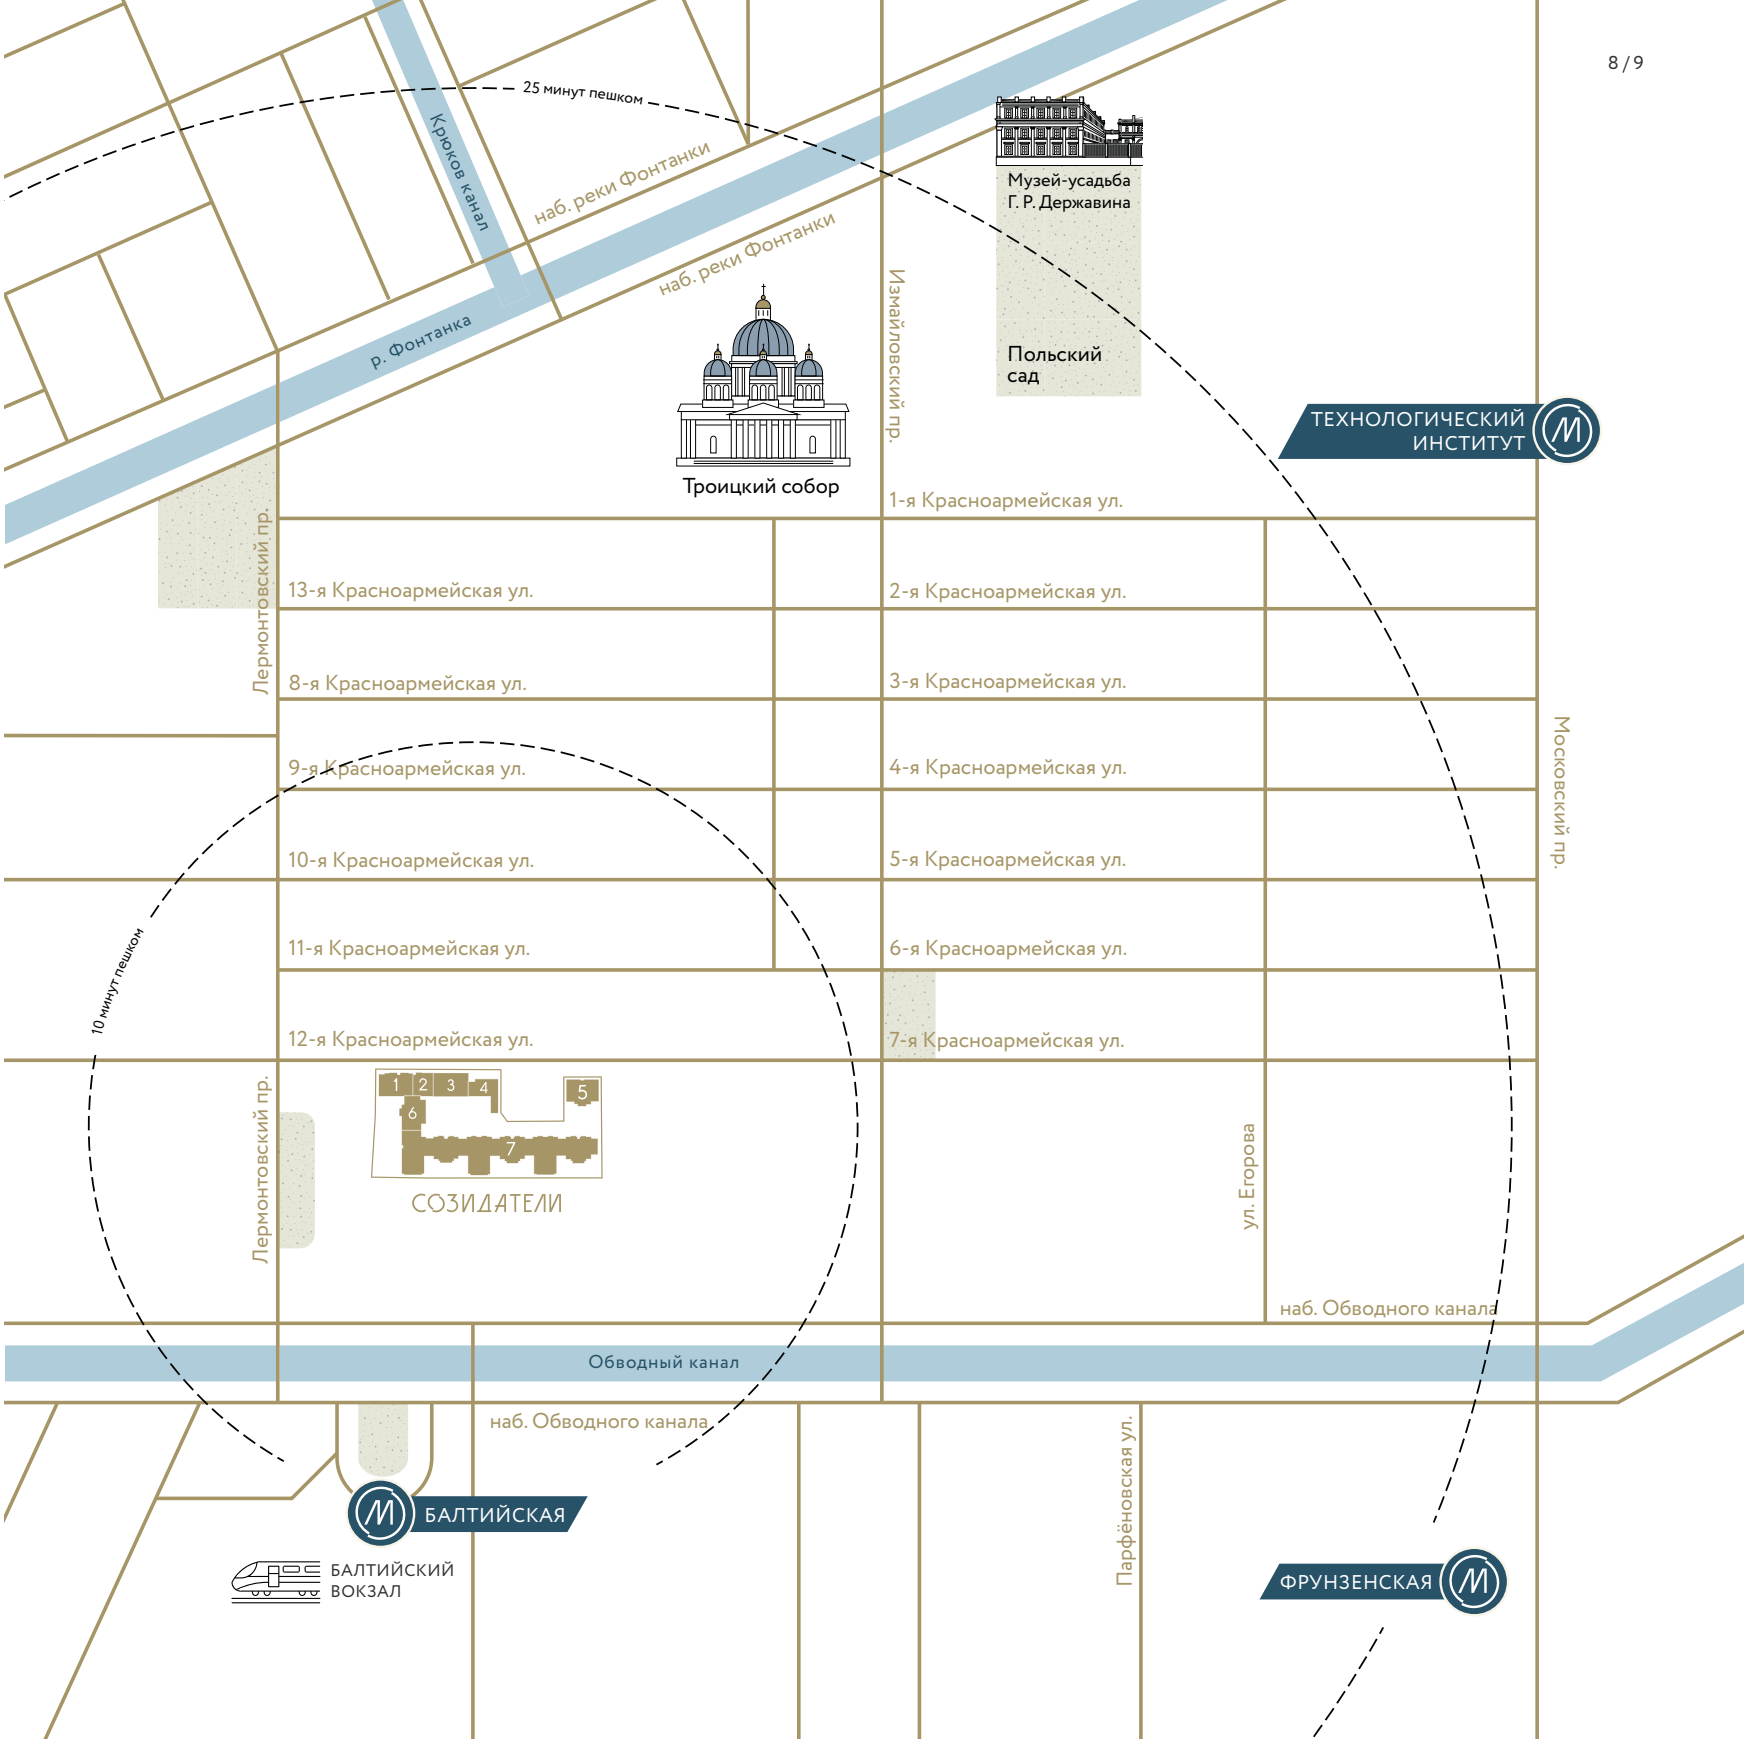 8 / 9
25 минут пешком
Крюков канал
наб. реки Фонтанки
Музей-усадьба
Г. Р. Державина
наб. реки Фонтанки
р. Фонтанка
Измайловский пр.
Польский
сад
ТЕХНОЛОГИЧЕСКИЙ
ИНСТИТУТ
Троицкий собор
1-я Красноармейская ул.
Лермонтовский пр.
13-я Красноармейская ул.
2-я Красноармейская ул.
8-я Красноармейская ул.
3-я Красноармейская ул.
Московский пр.
9-я Красноармейская ул.
4-я Красноармейская ул.
10-я Красноармейская ул.
5-я Красноармейская ул.
10 минут пешком
11-я Красноармейская ул.
6-я Красноармейская ул.
12-я Красноармейская ул.
7-я Красноармейская ул.
1 2 3 4 5
6
7
СОЗИДАТЕЛИ
Лермонтовский пр.
ул. Егорова
наб. Обводного канала
Обводный канал
наб. Обводного канала
Парфёновская ул.
БАЛТИЙСКАЯ
БАЛТИЙСКИЙ
ВОКЗАЛ
ФРУНЗЕНСКАЯ